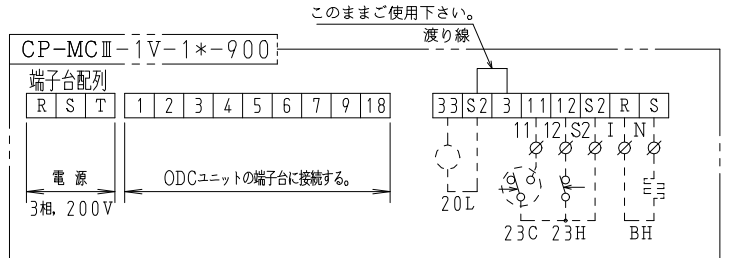 このままご使用下さい。
渡り線
CP-MCⅢ-1V-1*-900
端子台配列
R S T 1 2 3 4 5 6 7 9 18 33 S2 3 11 12 S2 R S
11 12 S2 I N
電 源 ODCユニットの端子台に接続する。
3相, 200V
20L
23C 23H BH